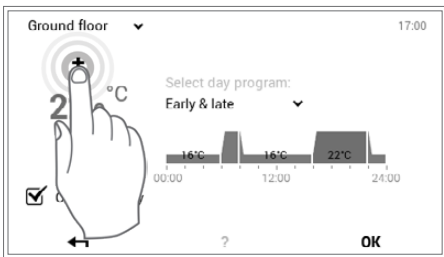 Ground floor
17:00
+
2 °C
Select day program:
Early & late
16°C 16°C 22°C
00:00 12:00 24:00
?
OK